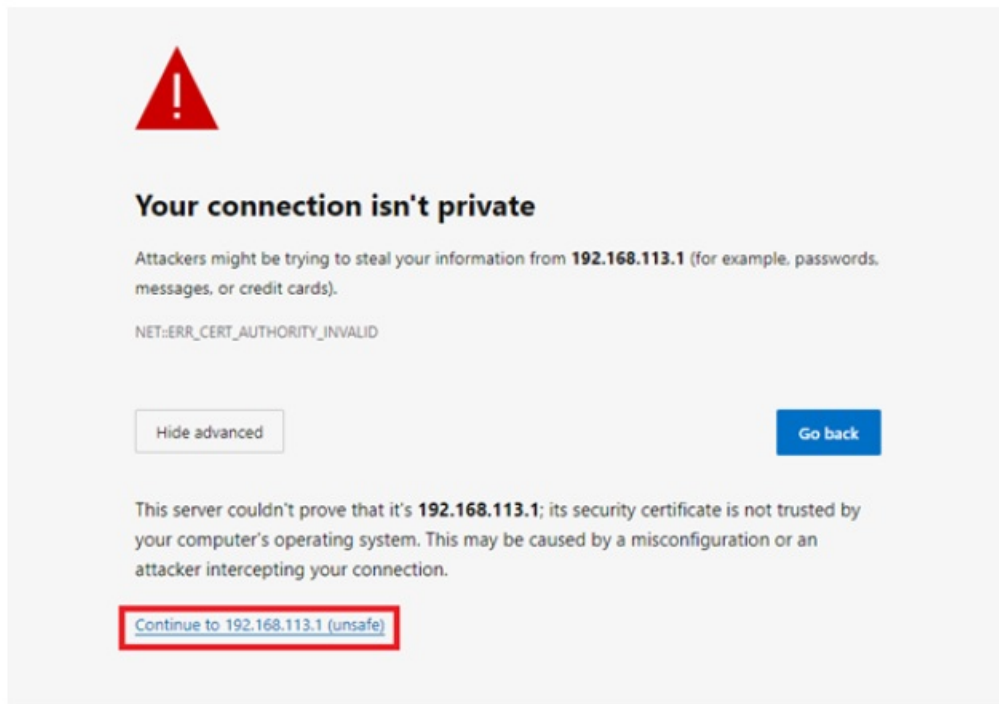 Your connection isn't private
Attackers might be trying to steal your information from 192.168.113.1 (for example, passwords,
messages, or credit cards).
NET::ERR_CERT_AUTHORITY_INVALID
Hide advanced
Go back
This server couldn't prove that it's 192.168.113.1; its security certificate is not trusted by
your computer's operating system. This may be caused by a misconfiguration or an
attacker intercepting your connection.
Continue to 192.168.113.1 (unsafe)